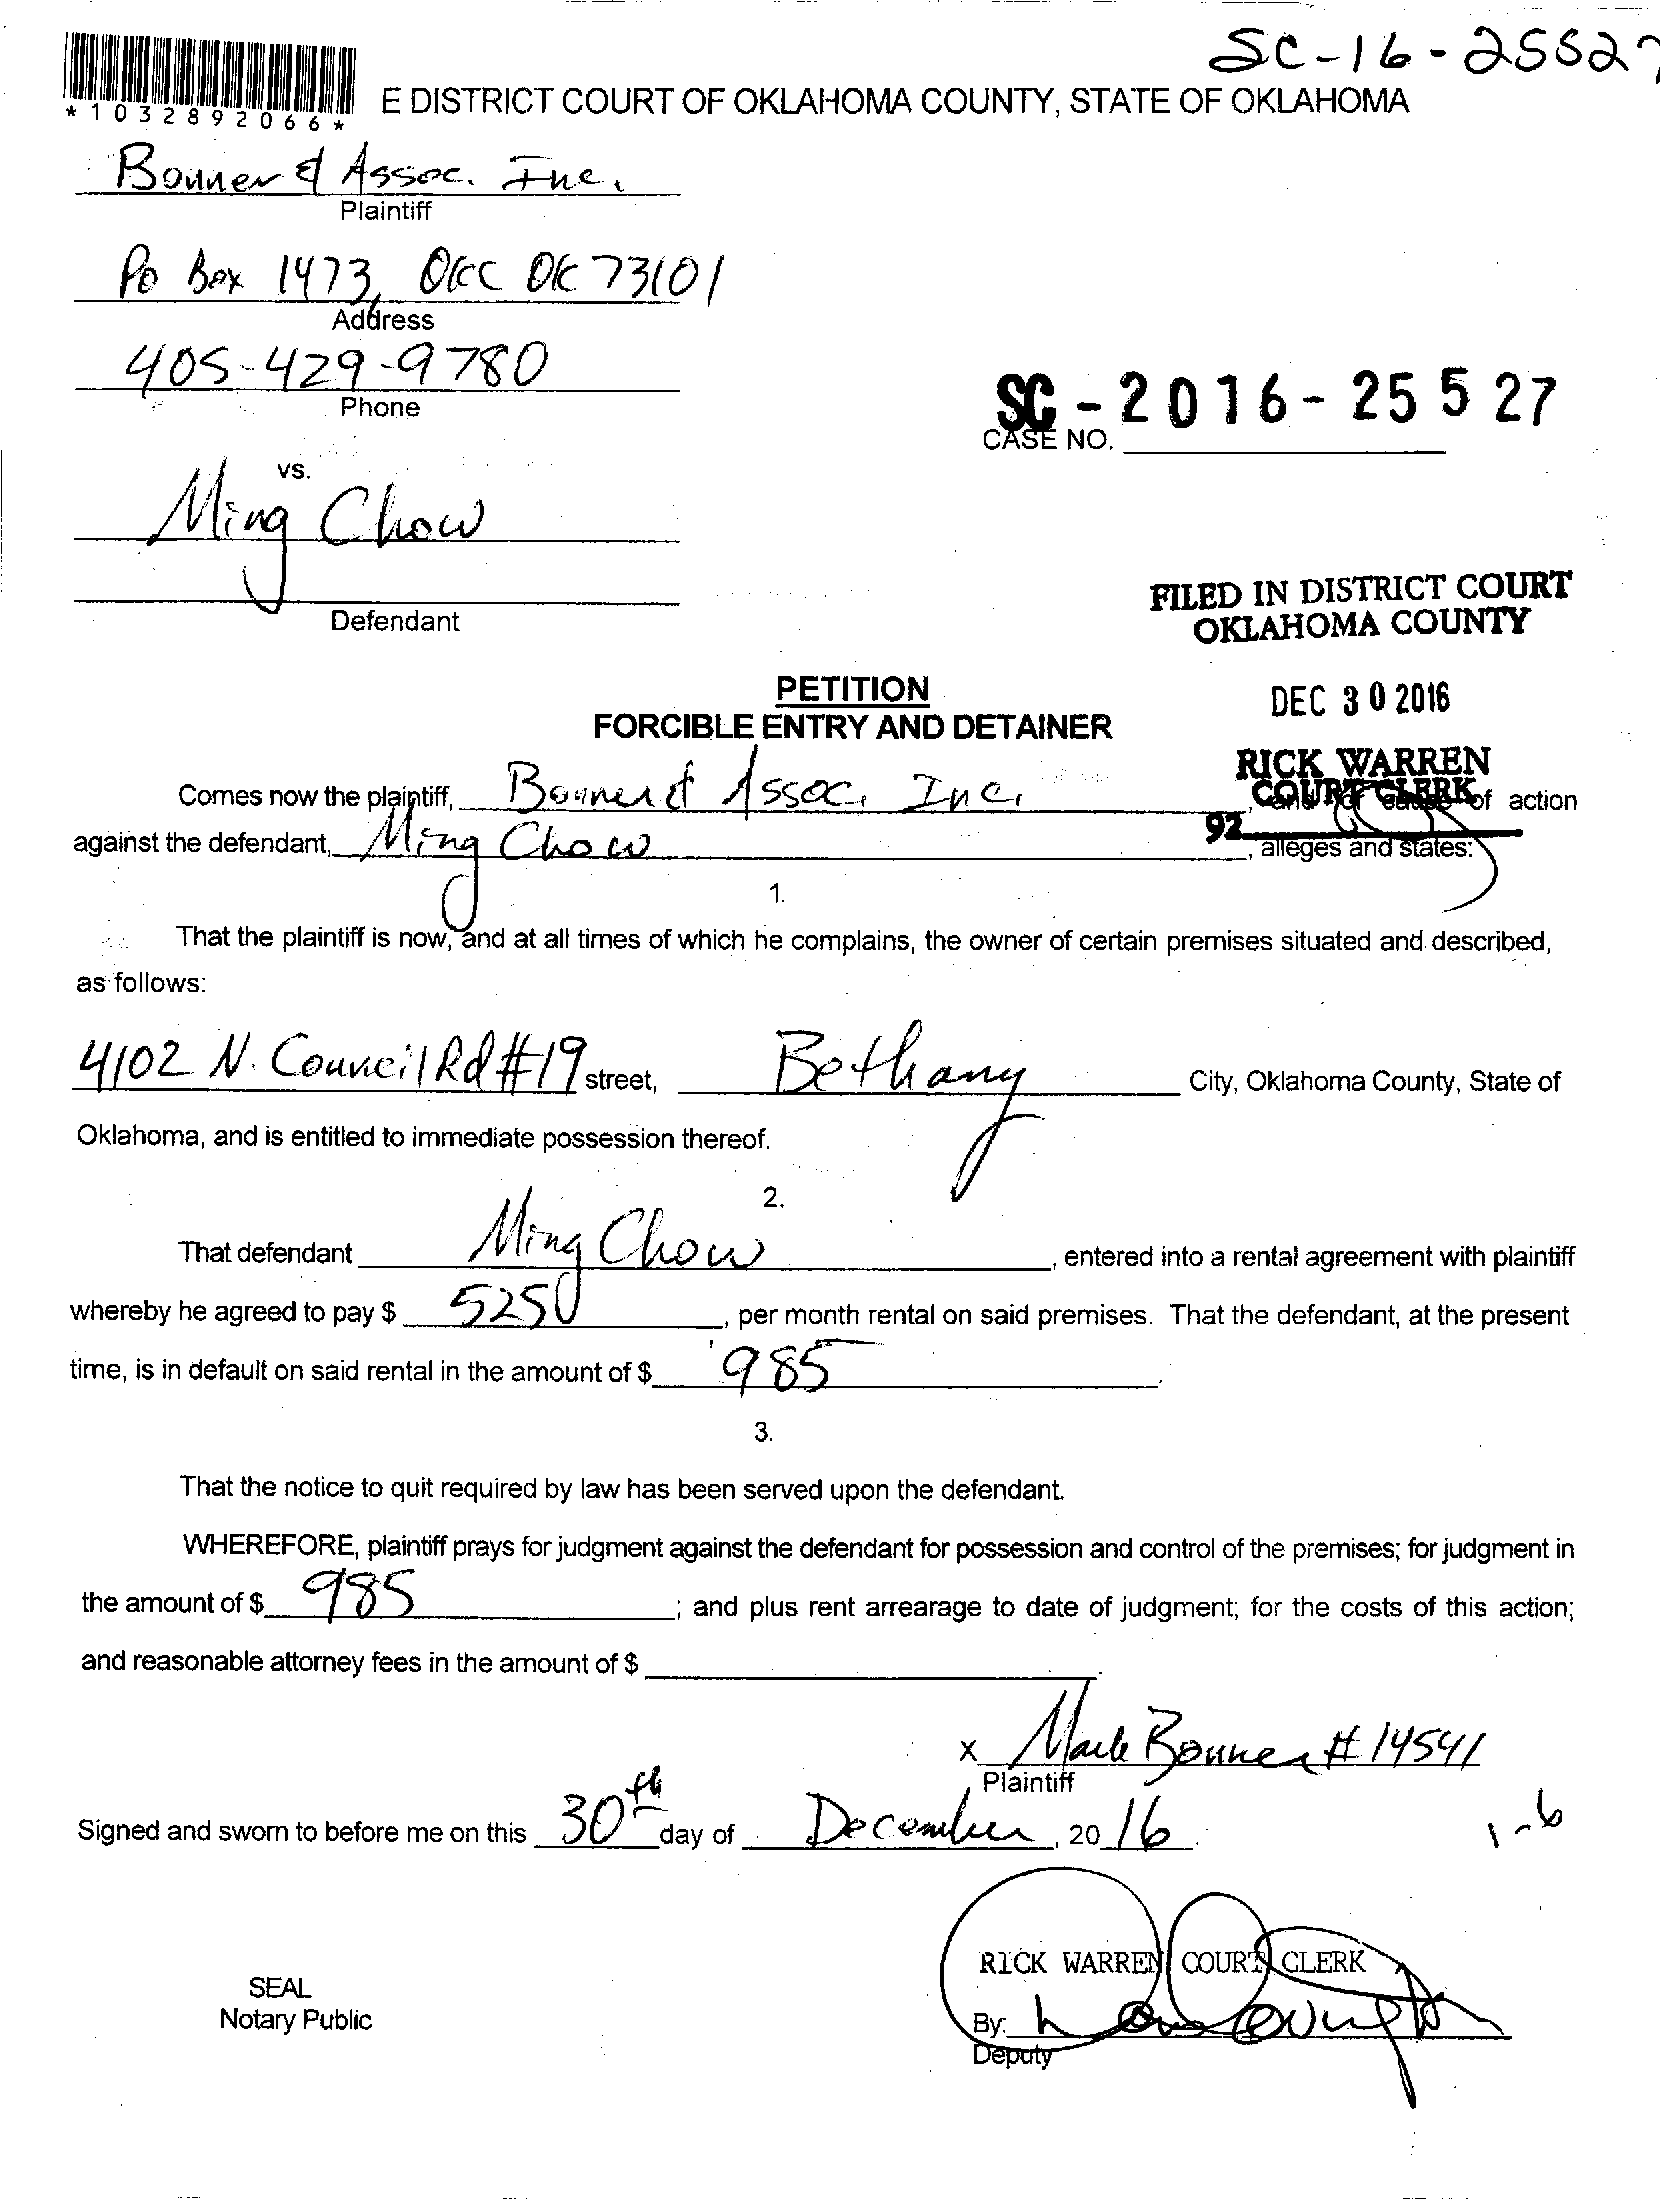 SC-16-25527
*1032892066*
E DISTRICT COURT OF OKLAHOMA COUNTY, STATE OF OKLAHOMA
Bonner & Assoc. Inc.
Plaintiff
Po Box 1473, OKC OK 73101
Address
405-429-9780
Phone
SC-2016-25527
CASE NO.
vs.
Ming Chow
Defendant
FILED IN DISTRICT COURT
OKLAHOMA COUNTY
DEC 30 2016
RICK WARREN
COURT CLERK
92
PETITION
FORCIBLE ENTRY AND DETAINER
Comes now the plaintiff, Bonner & Assoc. Inc. , and for cause of action
against the defendant, Ming Chow , alleges and states:
1.
That the plaintiff is now, and at all times of which he complains, the owner of certain premises situated and described,
as follows:
4102 N. Council Rd #19 street, Bethany City, Oklahoma County, State of
Oklahoma, and is entitled to immediate possession thereof.
2.
That defendant Ming Chow , entered into a rental agreement with plaintiff
whereby he agreed to pay $ 525 , per month rental on said premises. That the defendant, at the present
time, is in default on said rental in the amount of $ 985 .
3.
That the notice to quit required by law has been served upon the defendant.
WHEREFORE, plaintiff prays for judgment against the defendant for possession and control of the premises; for judgment in
the amount of $ 985 ; and plus rent arrearage to date of judgment; for the costs of this action;
and reasonable attorney fees in the amount of $ .
x Mark Bonner #14541
Plaintiff
Signed and sworn to before me on this 30th day of December, 2016.
1-6
RICK WARREN COURT CLERK
SEAL
Notary Public
By:
Deputy